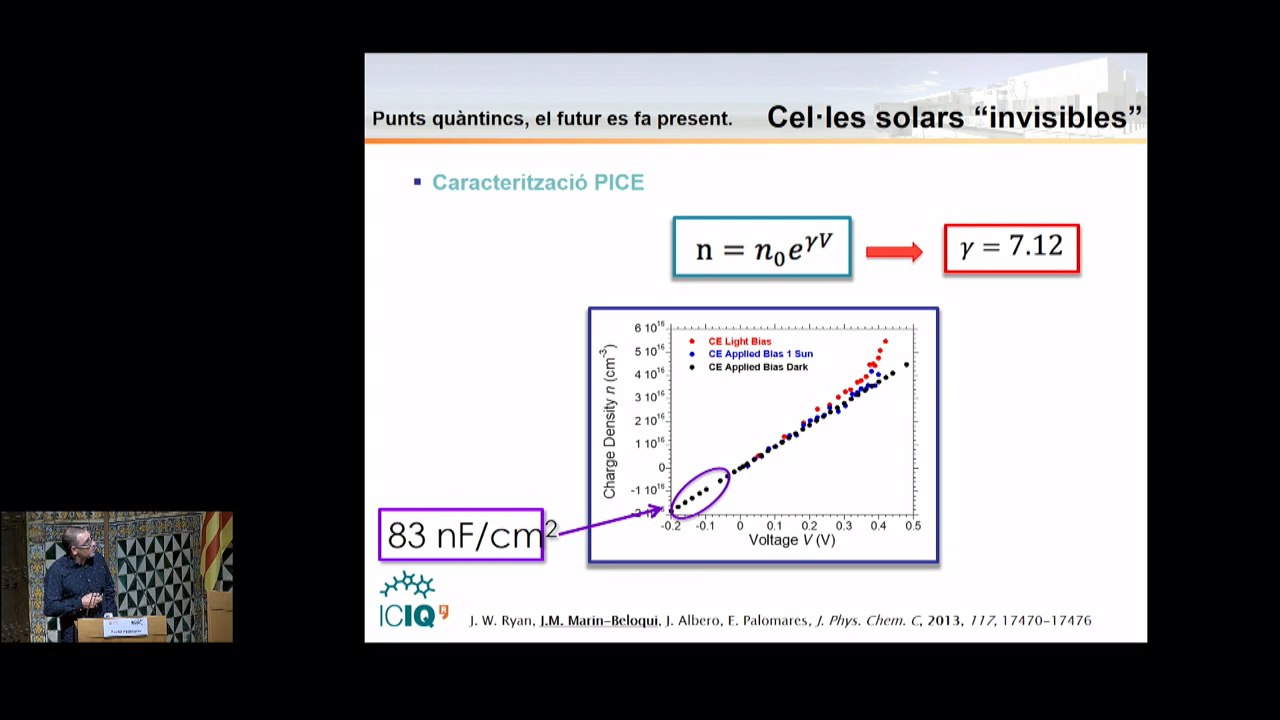 Punts quàntincs, el futur es fa present.
Cel·les solars “invisibles”
Caracterització PICE
n = n₀e^γV
γ = 7.12
6 10¹⁶
5 10¹⁶
4 10¹⁶
3 10¹⁶
2 10¹⁶
1 10¹⁶
0
-1 10¹⁶
CE Light Bias
CE Applied Bias 1 Sun
CE Applied Bias Dark
Charge Density n (cm⁻³)
-0.2 -0.1 0 0.1 0.2 0.3 0.4 0.5
Voltage V (V)
83 nF/cm²
ICIQ
J. W. Ryan, J.M. Marin-Beloqui, J. Albero, E. Palomares, J. Phys. Chem. C, 2013, 117, 17470-17476